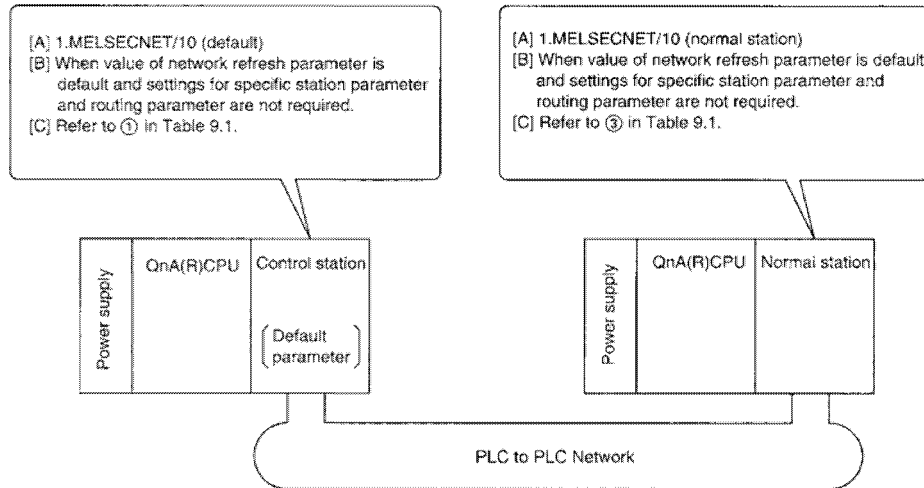 [A] 1.MELSECNET/10 (default)
[B] When value of network refresh parameter is
default and settings for specific station parameter
and routing parameter are not required.
[C] Refer to ① in Table 9.1.
[A] 1.MELSECNET/10 (normal station)
[B] When value of network refresh parameter is default
and settings for specific station parameter and
routing parameter are not required.
[C] Refer to ③ in Table 9.1.
Power supply
QnA(R)CPU
Control station
Default
parameter
Power supply
QnA(R)CPU
Normal station
PLC to PLC Network